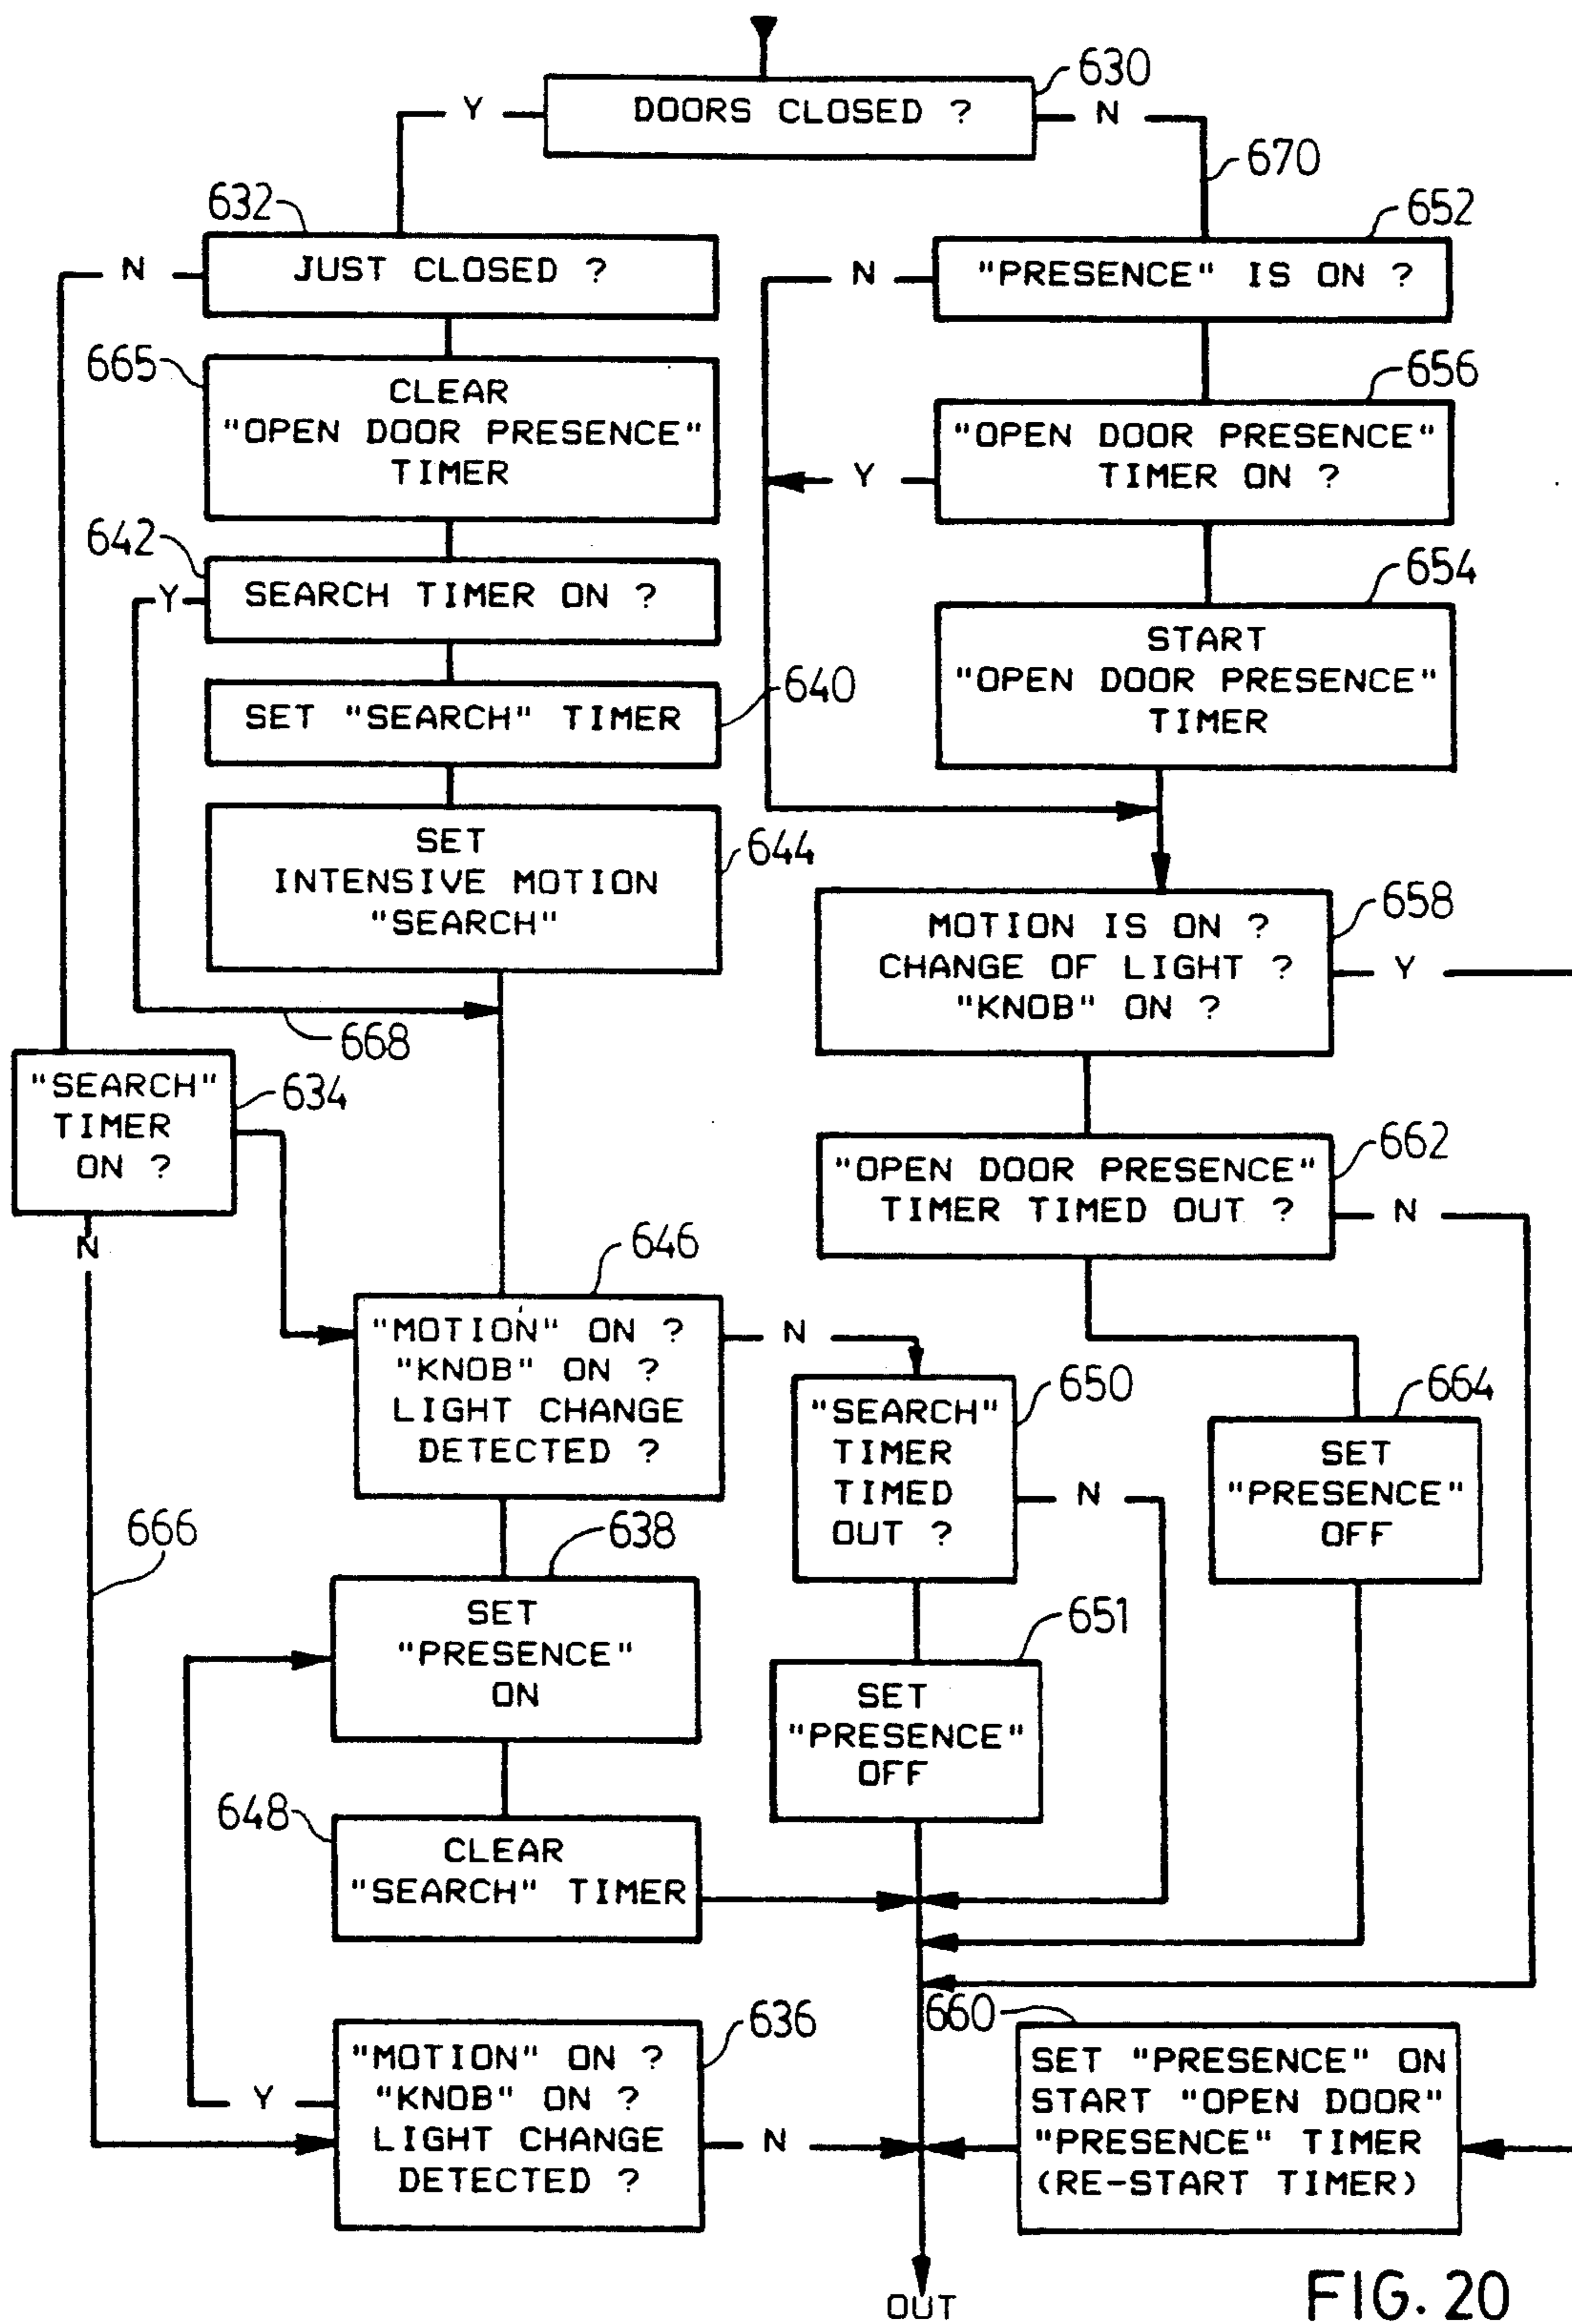 630
Y
DOORS CLOSED ?
N
670
632
652
N
JUST CLOSED ?
N
"PRESENCE" IS ON ?
665
CLEAR
"OPEN DOOR PRESENCE"
TIMER
656
Y
"OPEN DOOR PRESENCE"
TIMER ON ?
642
Y
SEARCH TIMER ON ?
654
START
"OPEN DOOR PRESENCE"
TIMER
640
SET "SEARCH" TIMER
SET
INTENSIVE MOTION
"SEARCH"
644
658
MOTION IS ON ?
CHANGE OF LIGHT ?
"KNOB" ON ?
Y
668
"SEARCH"
TIMER
ON ?
634
662
"OPEN DOOR PRESENCE"
TIMER TIMED OUT ?
N
N
646
"MOTION" ON ?
"KNOB" ON ?
LIGHT CHANGE
DETECTED ?
N
650
"SEARCH"
TIMER
TIMED
OUT ?
N
664
SET
"PRESENCE"
OFF
666
638
SET
"PRESENCE"
ON
651
SET
"PRESENCE"
OFF
648
CLEAR
"SEARCH" TIMER
636
"MOTION" ON ?
"KNOB" ON ?
LIGHT CHANGE
DETECTED ?
Y
N
660
SET "PRESENCE" ON
START "OPEN DOOR"
"PRESENCE" TIMER
(RE-START TIMER)
OUT
FIG. 20